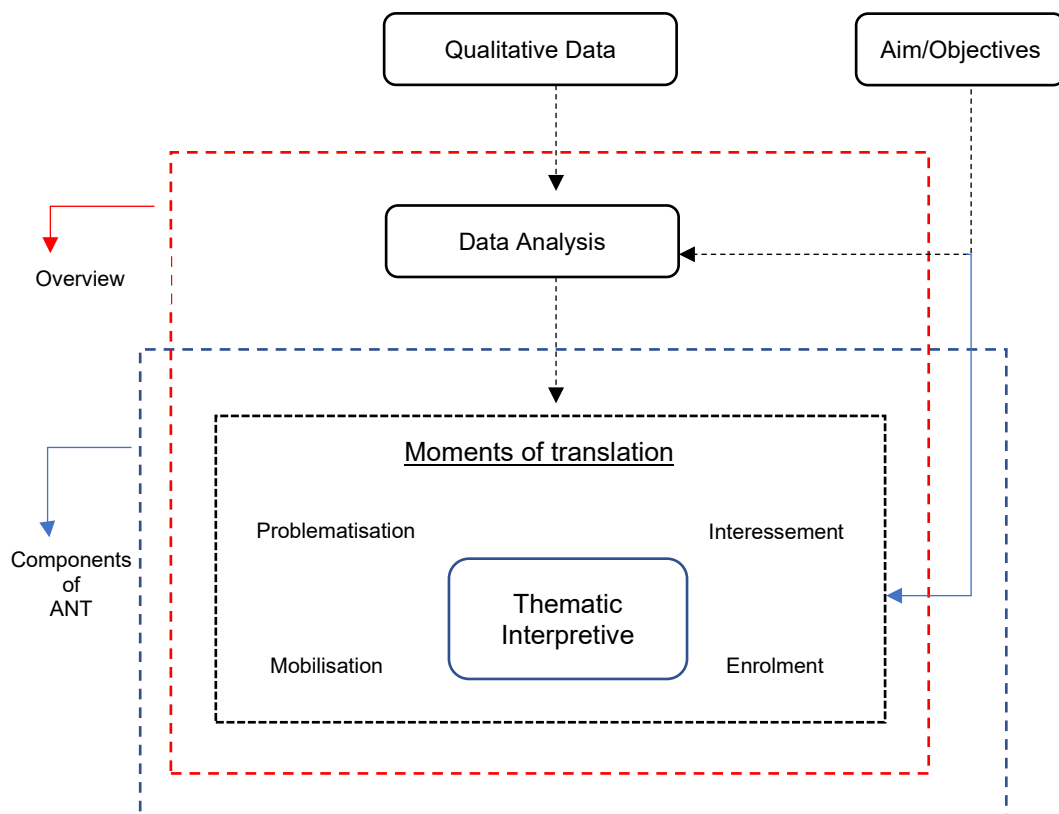 Qualitative Data
Aim/Objectives
Data Analysis
Overview
Moments of translation
Problematisation
Interessement
Components
of
ANT
Thematic
Interpretive
Mobilisation
Enrolment